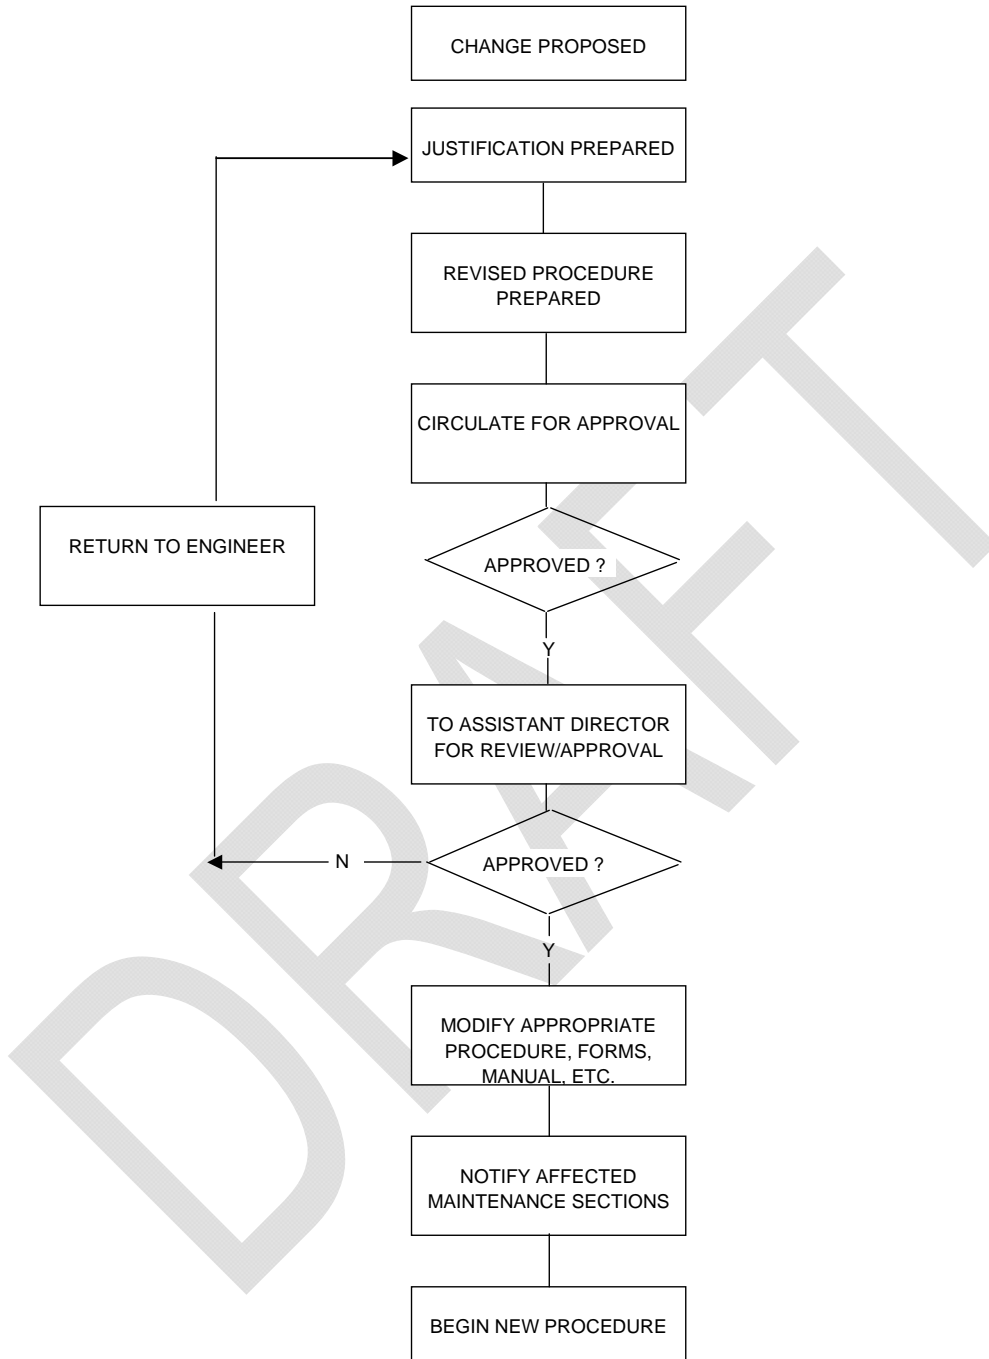 CHANGE PROPOSED
JUSTIFICATION PREPARED
REVISED PROCEDURE
PREPARED
CIRCULATE FOR APPROVAL
RETURN TO ENGINEER
APPROVED ?
Y
TO ASSISTANT DIRECTOR
FOR REVIEW/APPROVAL
N
APPROVED ?
Y
MODIFY APPROPRIATE
PROCEDURE, FORMS,
MANUAL, ETC.
NOTIFY AFFECTED
MAINTENANCE SECTIONS
BEGIN NEW PROCEDURE
DRAFT